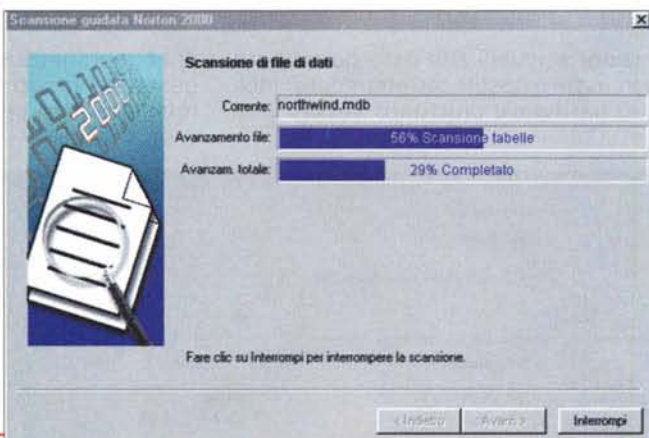 Scansione guidata Norton 2000
Scansione di file di dati
Corrente: northwind.mdb
Avanzamento file: 56% Scansione tabelle
Avanzam. totale: 29% Completato
Fare clic su Interrompi per interrompere la scansione.
< Indietro Avanti > Interrompi
2000